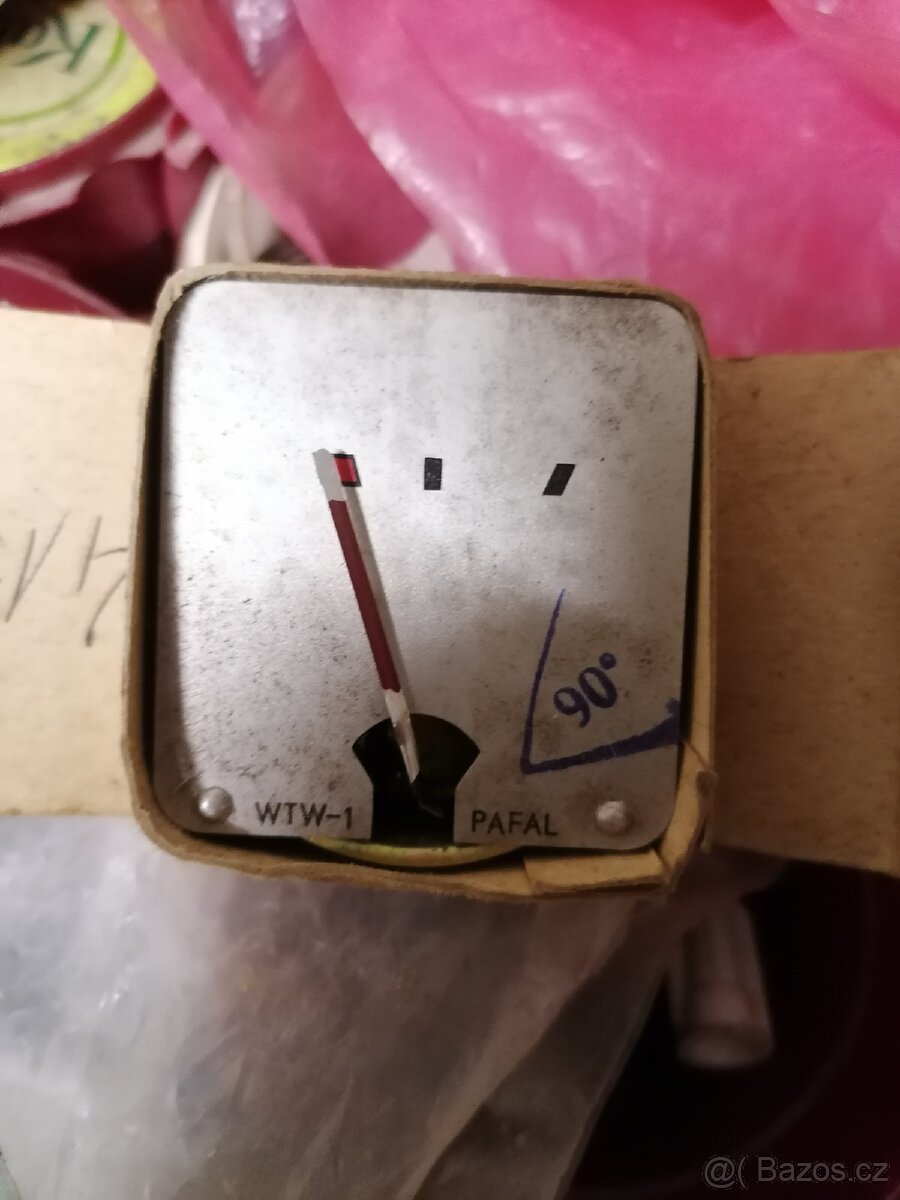 90°
WTW-1 PAFAL
@( Bazos.cz